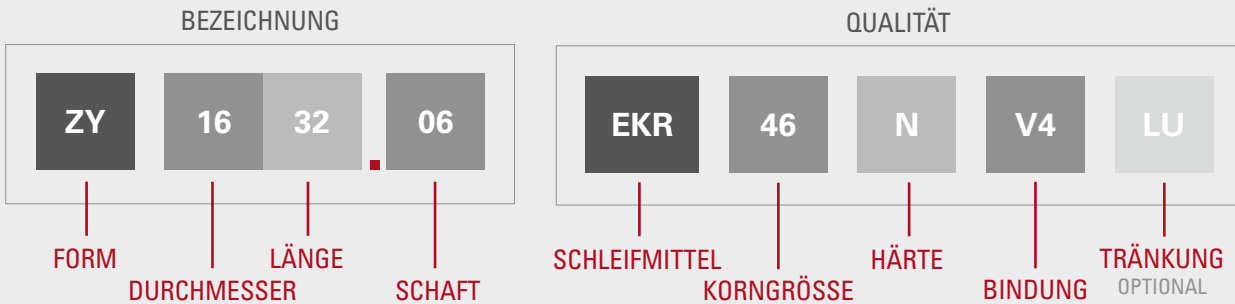 BEZEICHNUNG
ZY 16 32 . 06
FORM
DURCHMESSER
LÄNGE
SCHAFT
QUALITÄT
EKR 46 N V4 LU
SCHLEIFMITTEL
KORNGRÖSSE
HÄRTE
BINDUNG
TRÄNKUNG
OPTIONAL